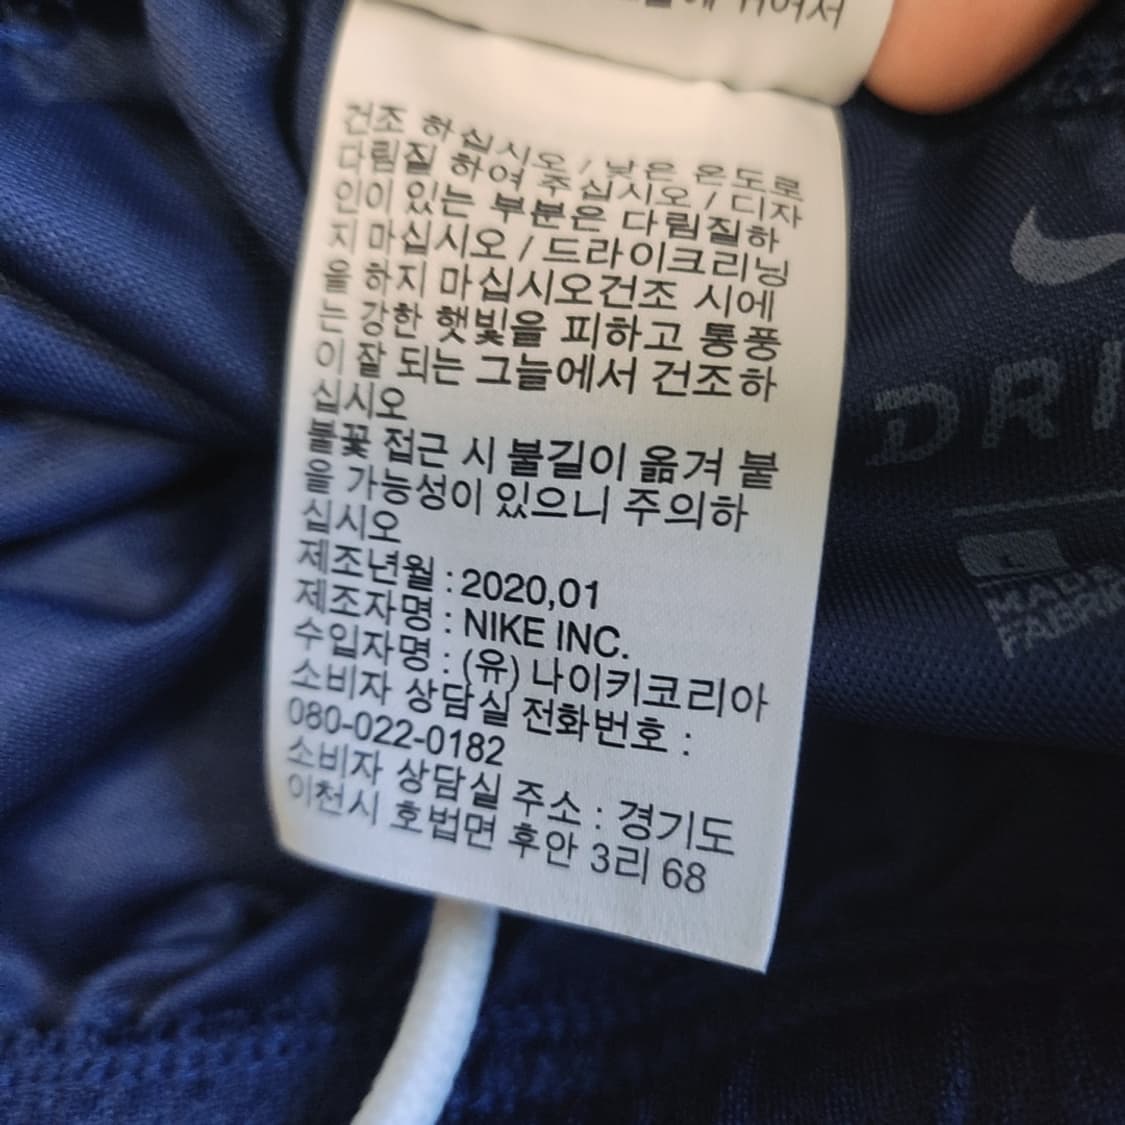 건조 하십시오 / 낮은 온도로
다림질 하여 주십시오 / 디자
인이 있는 부분은 다림질하
지 마십시오 / 드라이크리닝
을 하지 마십시오건조 시에
는 강한 햇빛을 피하고 통풍
이 잘 되는 그늘에서 건조하
십시오
불꽃 접근 시 불길이 옮겨 붙
을 가능성이 있으니 주의하
십시오
제조년월 : 2020,01
제조자명 : NIKE INC.
수입자명 : (유) 나이키코리아
소비자 상담실 전화번호 :
080-022-0182
소비자 상담실 주소 : 경기도
이천시 호법면 후안 3리 68
DRI
L
MADE
FABRI